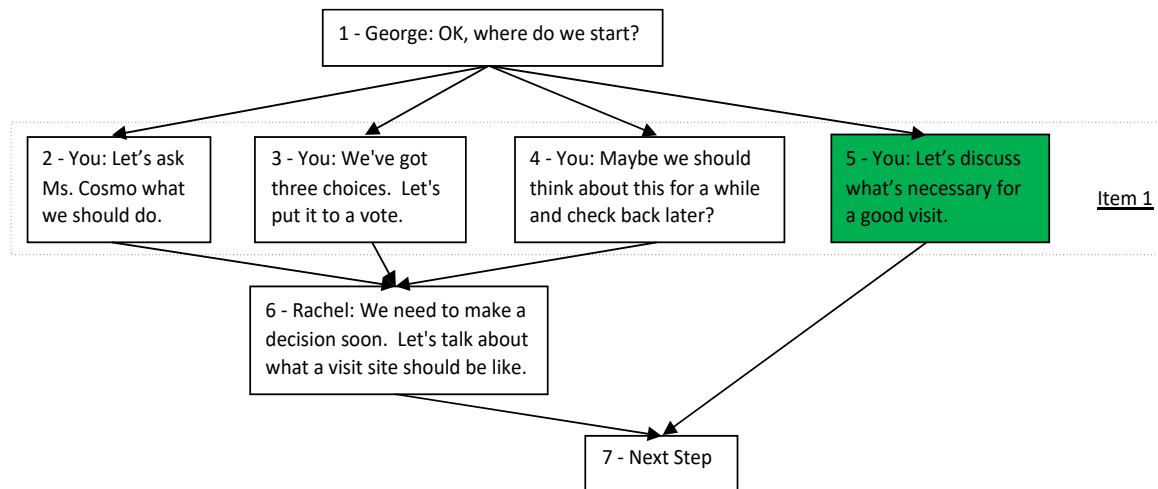 1 - George: OK, where do we start?
2 - You: Let’s ask
Ms. Cosmo what
we should do.
3 - You: We've got
three choices.  Let's
put it to a vote.
4 - You: Maybe we should
think about this for a while
and check back later?
5 - You: Let’s discuss
what’s necessary for
a good visit.
Item 1
6 - Rachel: We need to make a
decision soon.  Let's talk about
what a visit site should be like.
7 - Next Step